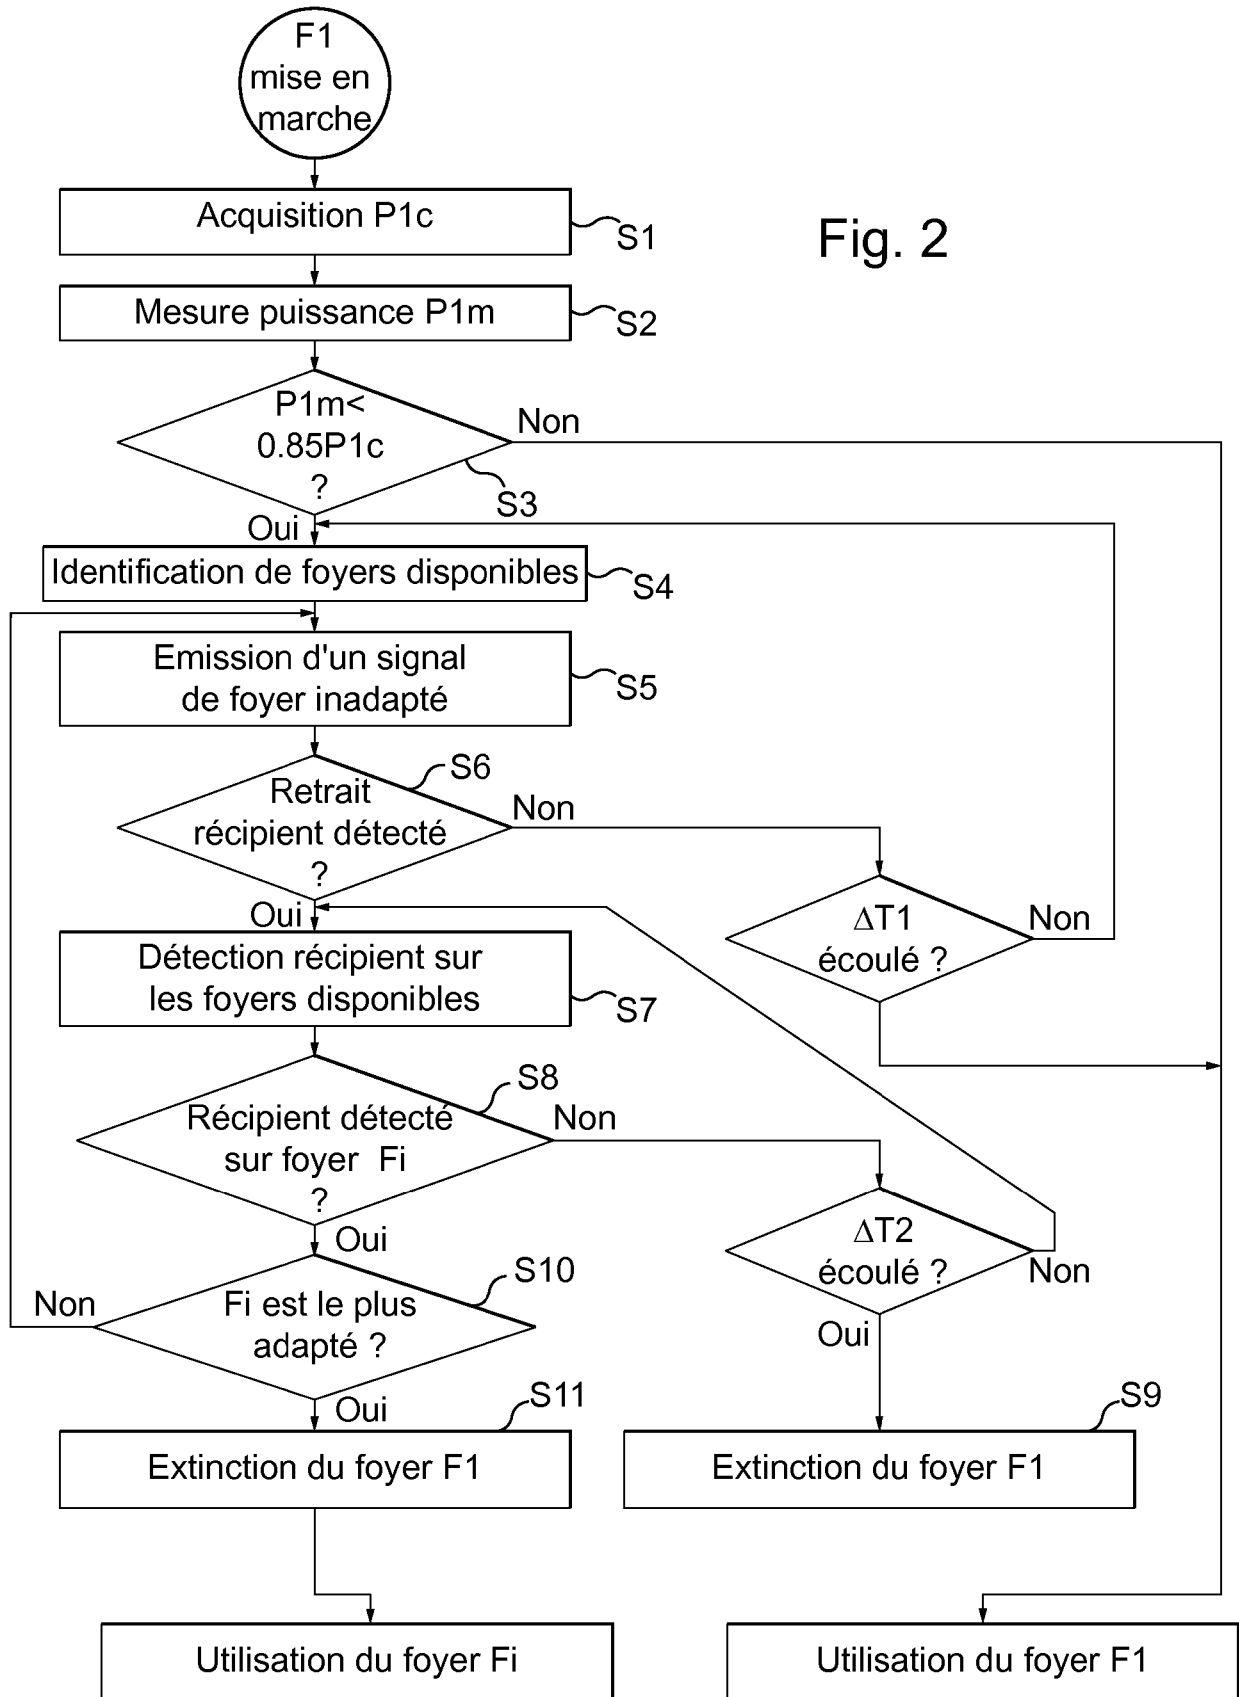 F1
mise en
marche
Acquisition P1c
S1
Fig. 2
Mesure puissance P1m
S2
P1m<
0.85P1c
?
Non
S3
Oui
Identification de foyers disponibles
S4
Emission d'un signal
de foyer inadapté
S5
S6
Retrait
récipient détecté
?
Non
Oui
ΔT1
écoulé ?
Non
Détection récipient sur
les foyers disponibles
S7
S8
Récipient détecté
sur foyer Fi
?
Non
Oui
ΔT2
écoulé ?
Non
Oui
S10
Fi est le plus
adapté ?
Non
Oui
S11
Extinction du foyer F1
S9
Extinction du foyer F1
Utilisation du foyer Fi
Utilisation du foyer F1